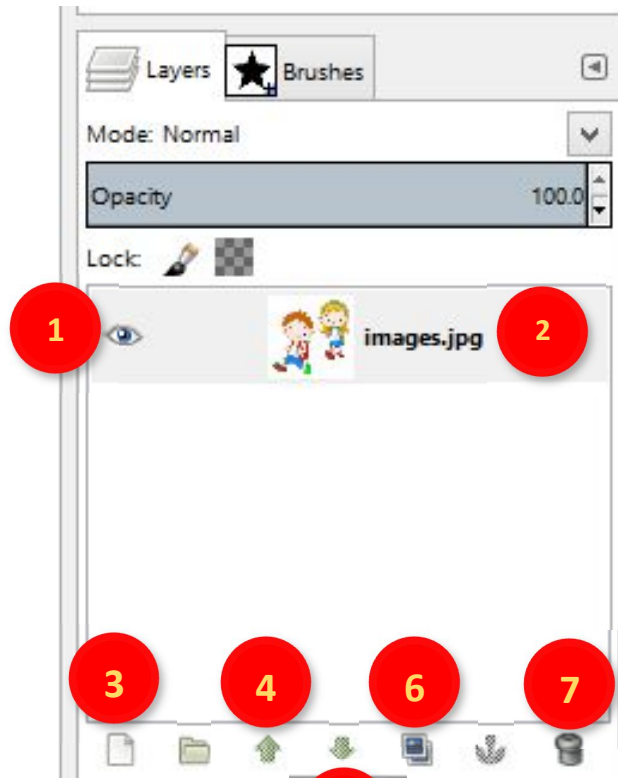 Layers Brushes
Mode: Normal
Opacity 100.0
Lock:
1 images.jpg 2
3 4 6 7